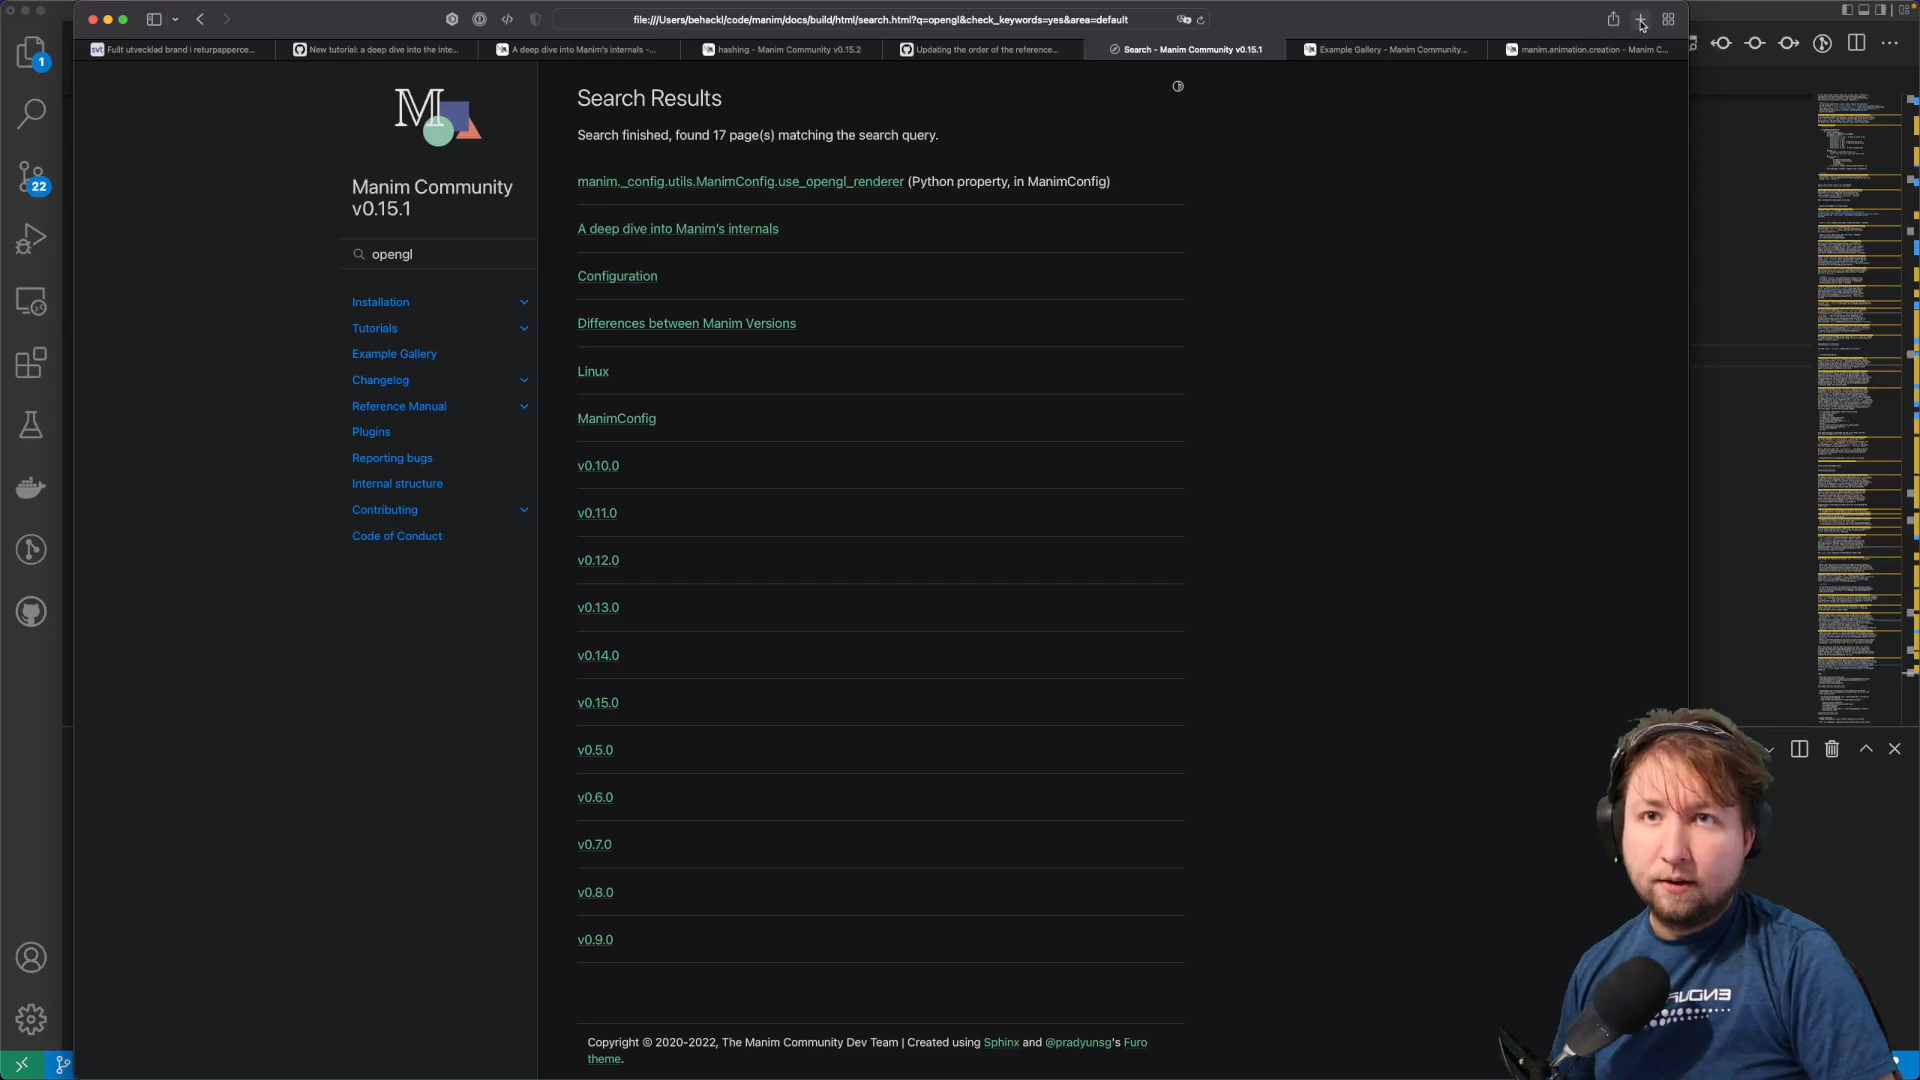 file:///Users/behackl/code/manim/docs/build/html/search.html?q=opengl&check_keywords=yes&area=default
svt Fullt utvecklad brand i returpapperce...
New tutorial: a deep dive into the inte...
A deep dive into Manim's internals -...
hashing - Manim Community v0.15.2
Updating the order of the reference...
Search - Manim Community v0.15.1
Example Gallery - Manim Community...
manim.animation.creation - Manim C...
1
22
M
Manim Community
v0.15.1
opengl
Installation
Tutorials
Example Gallery
Changelog
Reference Manual
Plugins
Reporting bugs
Internal structure
Contributing
Code of Conduct
Search Results
Search finished, found 17 page(s) matching the search query.
manim._config.utils.ManimConfig.use_opengl_renderer (Python property, in ManimConfig)
A deep dive into Manim's internals
Configuration
Differences between Manim Versions
Linux
ManimConfig
v0.10.0
v0.11.0
v0.12.0
v0.13.0
v0.14.0
v0.15.0
v0.5.0
v0.6.0
v0.7.0
v0.8.0
v0.9.0
Copyright © 2020-2022, The Manim Community Dev Team | Created using Sphinx and @pradyunsg's Furo
theme.